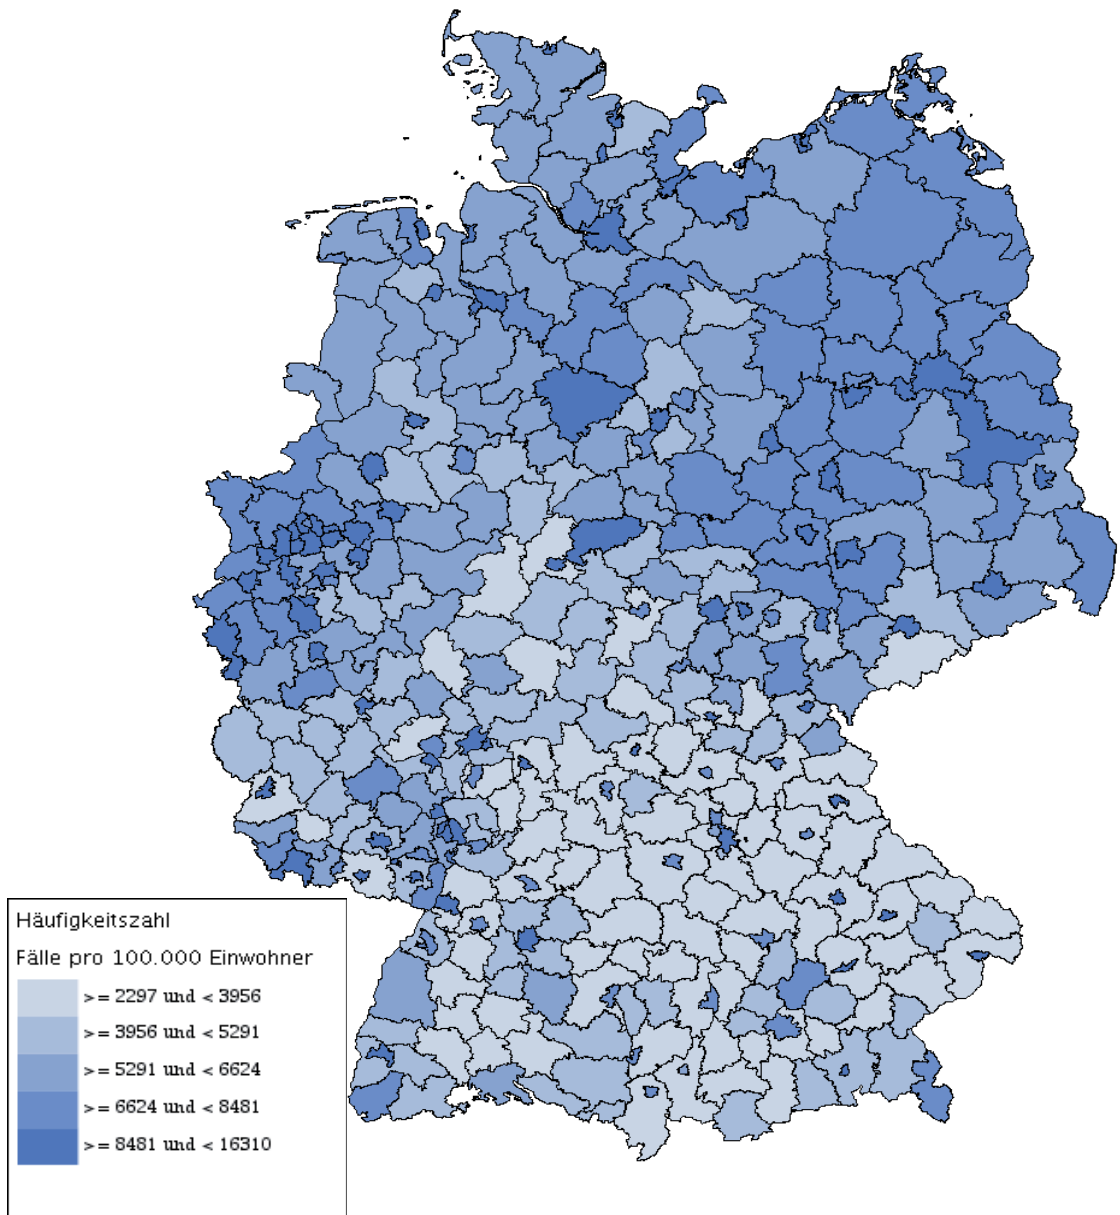 Häufigkeitszahl
Fälle pro 100.000 Einwohner
>= 2297 und < 3956
>= 3956 und < 5291
>= 5291 und < 6624
>= 6624 und < 8481
>= 8481 und < 16310